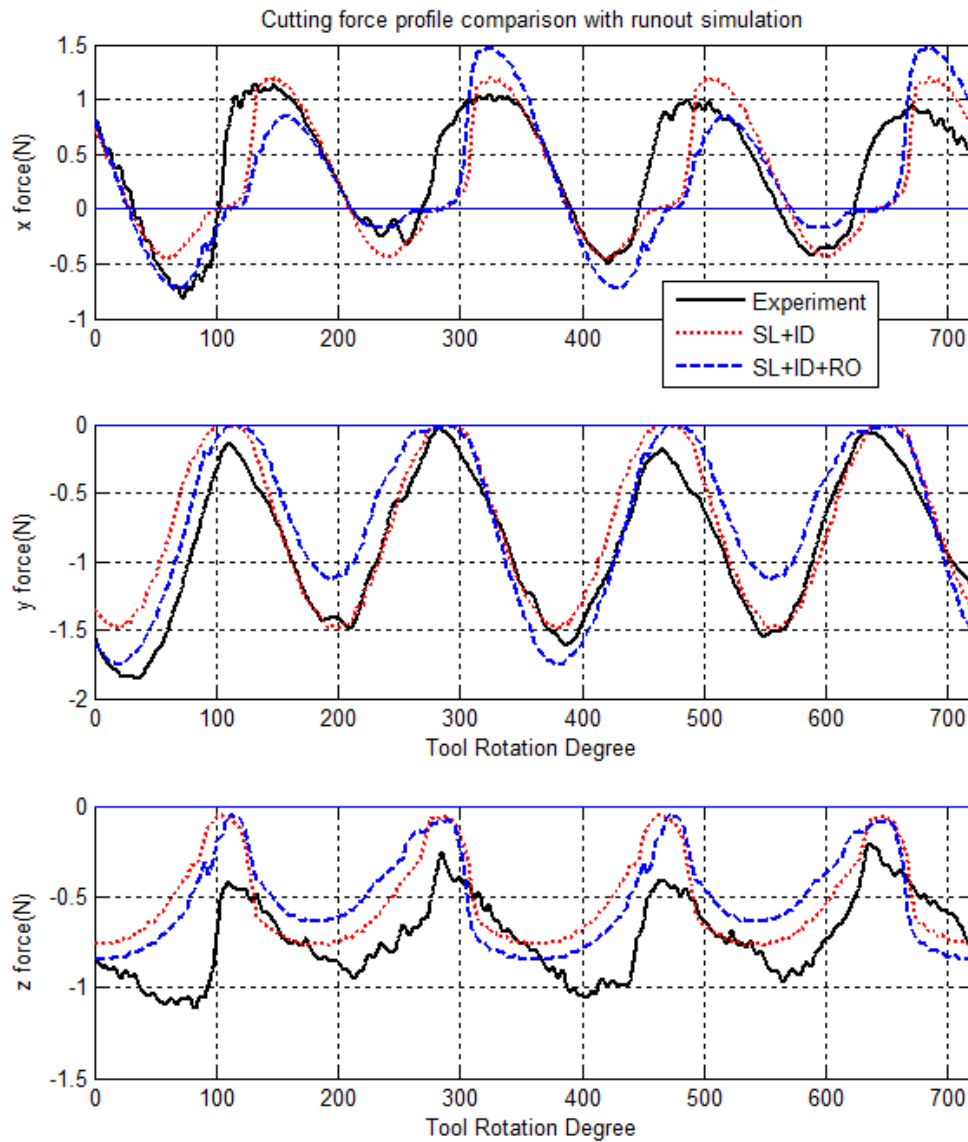 Cutting force profile comparison with runout simulation
1.5
1
0.5
0
-0.5
-1
x force(N)
0 100 200 300 400 500 600 700
Experiment
SL+ID
SL+ID+RO
0
-0.5
-1
-1.5
-2
y force(N)
0 100 200 300 400 500 600 700
Tool Rotation Degree
0
-0.5
-1
-1.5
z force(N)
0 100 200 300 400 500 600 700
Tool Rotation Degree